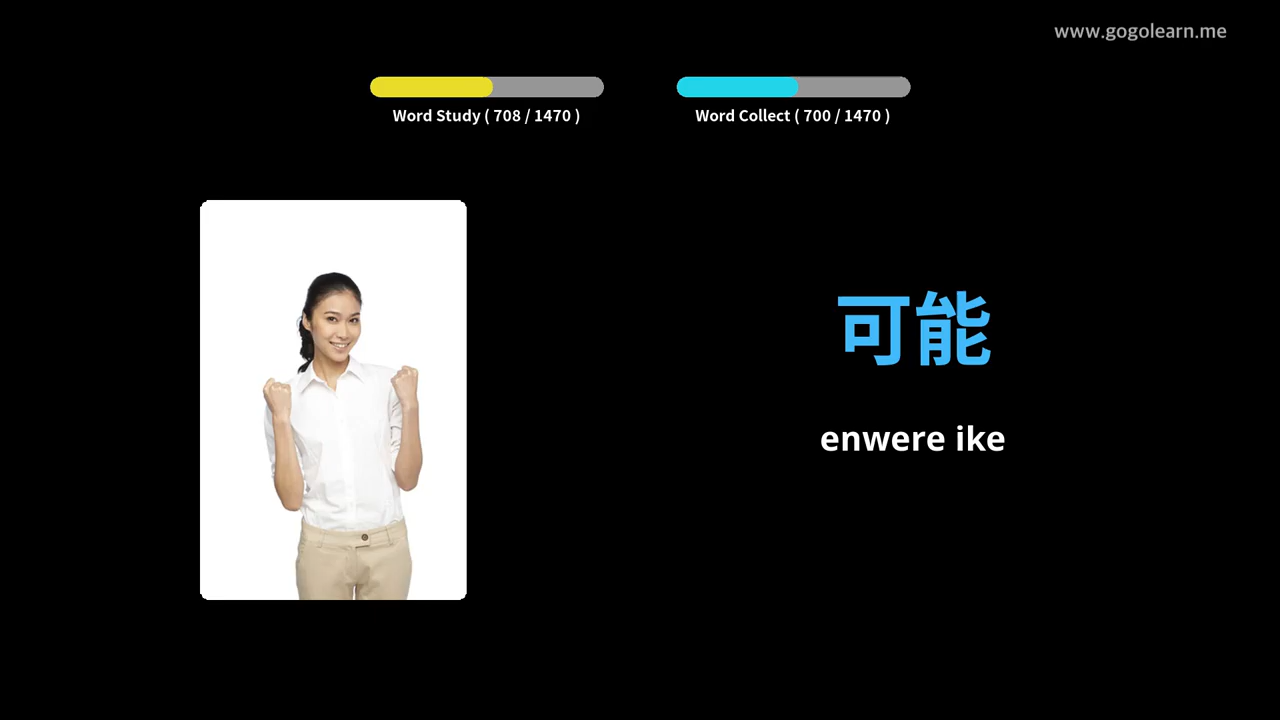 www.gogolearn.me
Word Study ( 708 / 1470 )
Word Collect ( 700 / 1470 )
可能
enwere ike